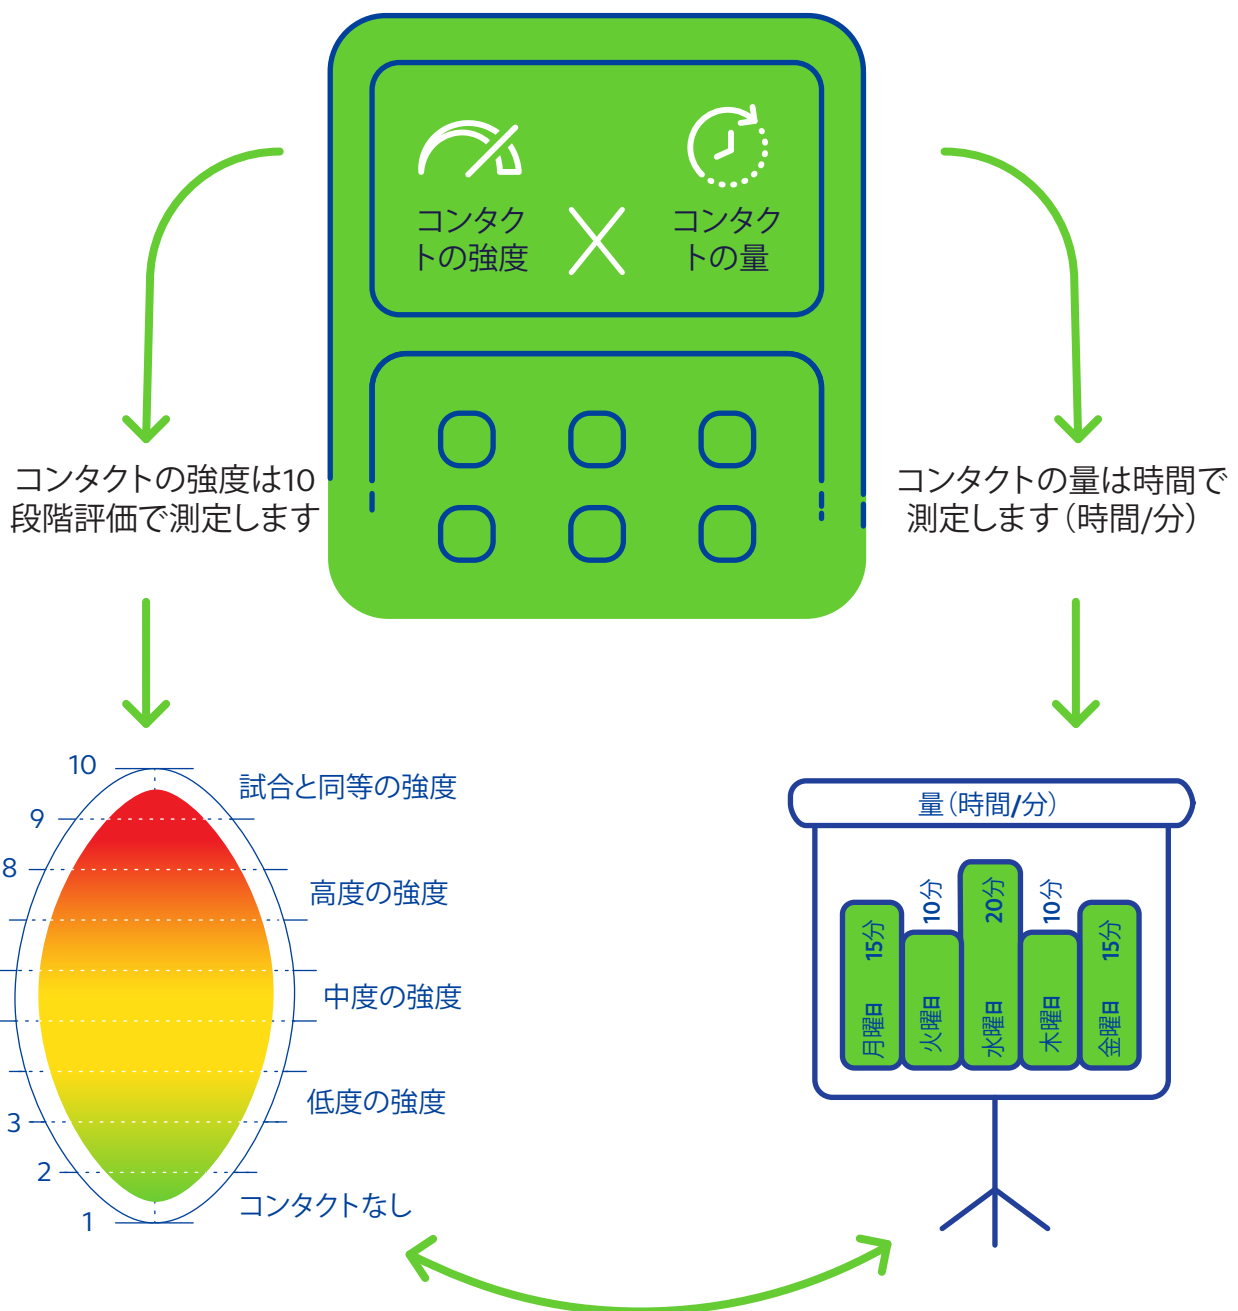 コンタク
トの強度
コンタク
トの量
コンタクトの強度は10
段階評価で測定します
コンタクトの量は時間で
測定します（時間/分）
10
9
8
3
2
1
試合と同等の強度
高度の強度
中度の強度
低度の強度
コンタクトなし
量（時間/分）
月曜日 15分
火曜日 10分
水曜日 20分
木曜日 10分
金曜日 15分